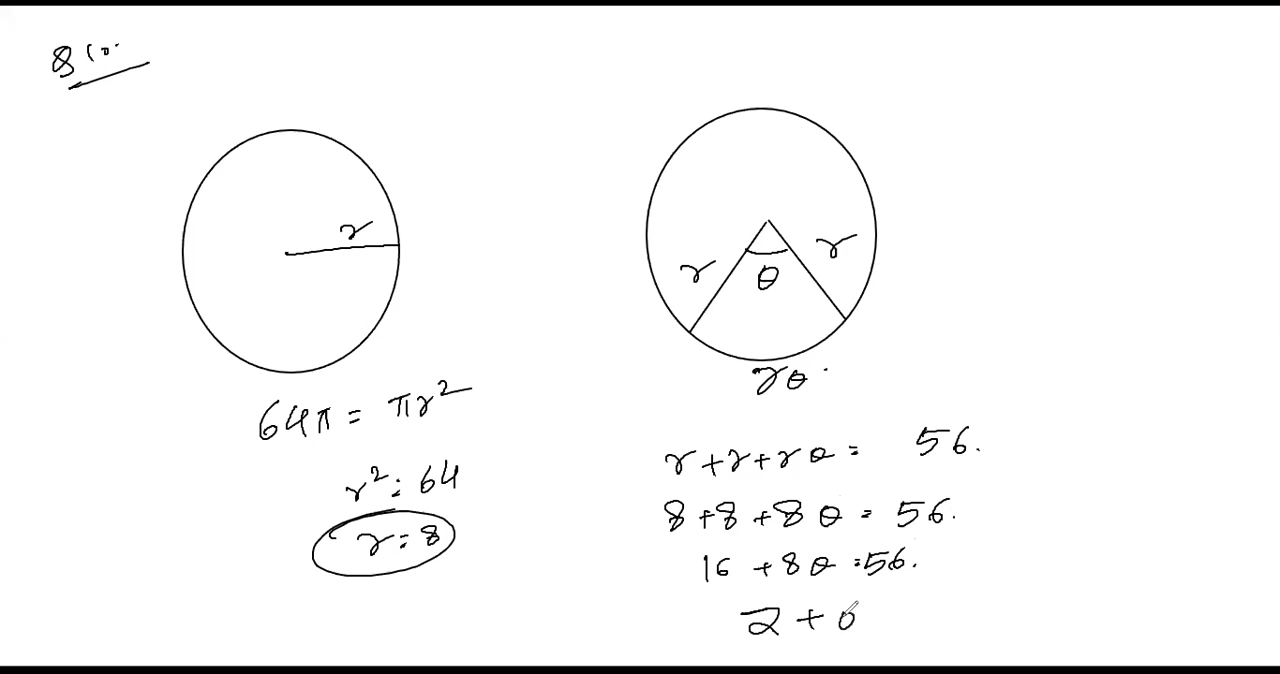 r
64π = πr²
r² = 64
r = 8
r
r
θ
rθ.
r + r + rθ = 56.
8 + 8 + 8θ = 56.
16 + 8θ = 56.
2 + θ